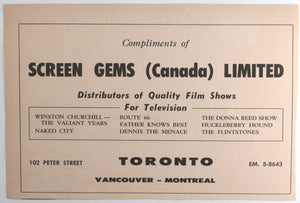 Compliments of
SCREEN GEMS (Canada) LIMITED
Distributors of Quality Film Shows
For Television
WINSTON CHURCHILL—
THE VALIANT YEARS
NAKED CITY
ROUTE 66
FATHER KNOWS BEST
DENNIS THE MENACE
THE DONNA REED SHOW
HUCKLEBERRY HOUND
THE FLINTSTONES
102 PETER STREET TORONTO EM. 8-8643
VANCOUVER – MONTREAL